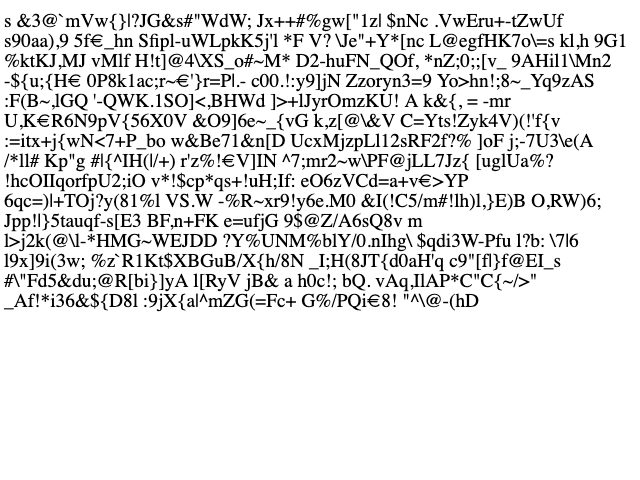 s &3@`mVw{}|?JG&s#"WdW; Jx++#%gw["1z| $nNc .VwEru+-tZwUf
s90aa),9 5f€_hn Sfipl-uWLpkK5j'l *F V? \Je"+Y*[nc L@egfHK7o\=s kl,h 9G1
%ktKJ,MJ vMlf H!t]@4\XS_o#~M* D2-huFN_QOf, *nZ;0;;[v_ 9AHil1\Mn2
-${u;{H€ 0P8k1ac;r~€'}r=P|.- c00.!:y9]jN Zzoryn3=9 Yo>hn!;8~_Yq9zAS
:F(B~,lGQ '-QWK.1SO]<,BHWd ]>+lJyrOmzKU! A k&{, = -mr
U,K€R6N9pV{56X0V &O9]6e~_{vG k,z[@\&V C=Yts!Zyk4V)(!'f{v
:=itx+j{wN<7+P_bo w&Be71&n[D UcxMjzpLl12sRF2f?% ]oF j;-7U3\e(A
/*ll# Kp"g #|{^IH(|/+) r'z%!€V]IN ^7;mr2~w\PF@jLL7Jz{ [uglUa%?
!hcOIIqorfpU2;iO v*!$cp*qs+!uH;If: eO6zVCd=a+v€>YP
6qc=)|+TOj?y(81%l VS.W -%R~xr9!y6e.M0 &I(!C5/m#!lh)l,}E)B O,RW)6;
Jpp!|}5tauqf-s[E3 BF,n+FK e=ufjG 9$@Z/A6sQ8v m
l>j2k(@\l-*HMG~WEJDD ?Y%UNM%blY/0.nIhg\ $qdi3W-Pfu l?b: \7|6
l9x]9i(3w; %z`R1Kt$XBGuB/X{h/8N _I;H(8JT{d0aH'q c9"[fl}f@EI_s
#\"Fd5&du;@R[bi}]yA l[RyV jB& a h0c!; bQ. vAq,IlAP*C"C{~/>"
_Af!*i36&${D8l :9jX{a|^mZG(=Fc+ G%/PQi€8! "^\@-(hD